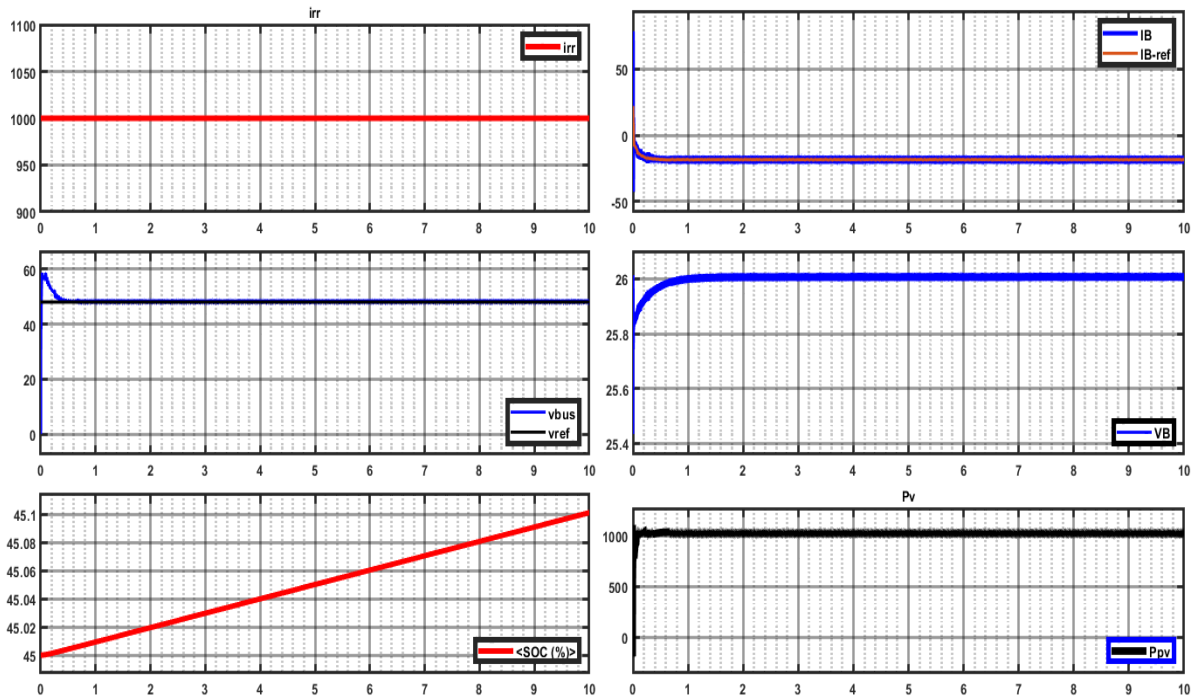 irr
1100
1050
1000
950
900
irr
0 1 2 3 4 5 6 7 8 9 10
50
0
-50
IB
IB-ref
0 1 2 3 4 5 6 7 8 9 10
60
40
20
0
vbus
vref
0 1 2 3 4 5 6 7 8 9 10
26
25.8
25.6
25.4
VB
0 1 2 3 4 5 6 7 8 9 10
45.1
45.08
45.06
45.04
45.02
45
<SOC (%)>
0 1 2 3 4 5 6 7 8 9 10
Pv
1000
500
0
Ppv
0 1 2 3 4 5 6 7 8 9 10